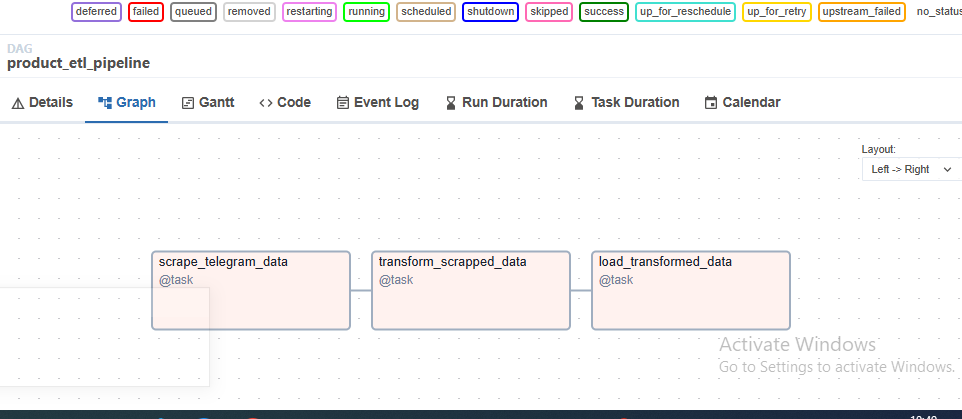 deferred failed queued removed restarting running scheduled shutdown skipped success up_for_reschedule up_for_retry upstream_failed no_status
DAG
product_etl_pipeline
Details Graph Gantt Code Event Log Run Duration Task Duration Calendar
Layout:
Left -> Right
scrape_telegram_data transform_scrapped_data load_transformed_data
@task @task @task
Activate Windows
Go to Settings to activate Windows.